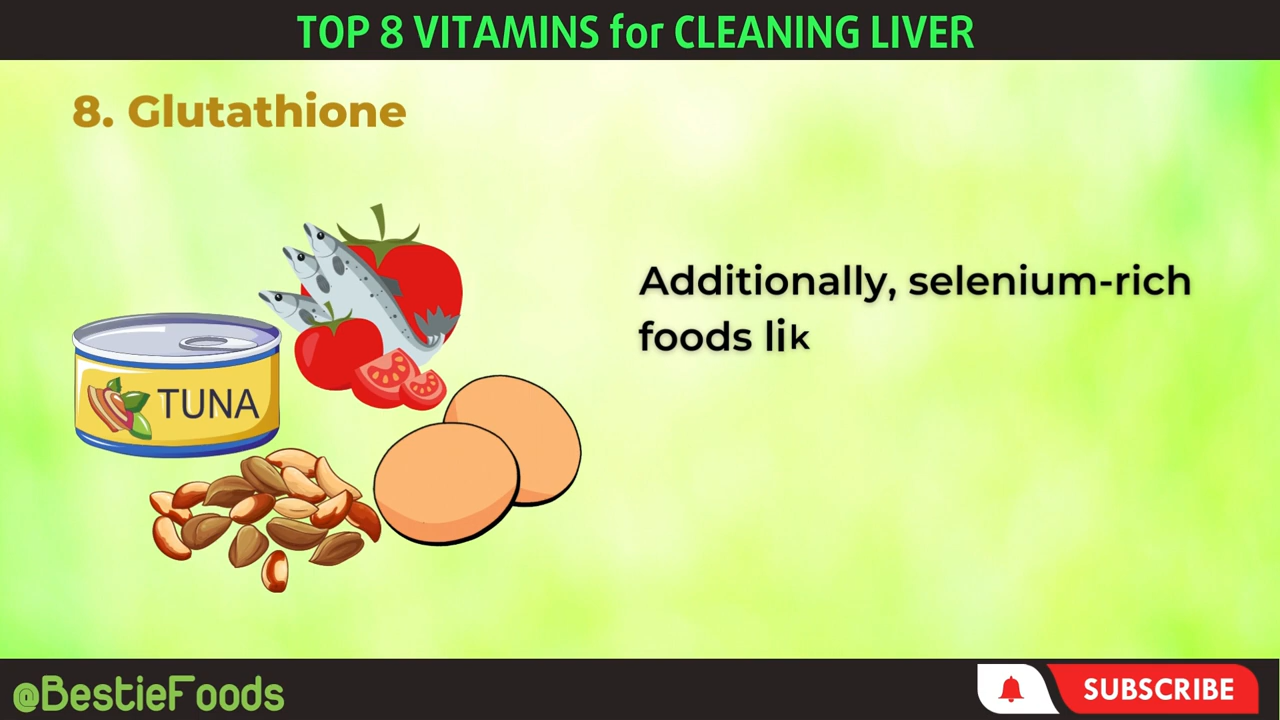 TOP 8 VITAMINS for CLEANING LIVER
8. Glutathione
Additionally, selenium-rich
foods lik
TUNA
@BestieFoods
SUBSCRIBE